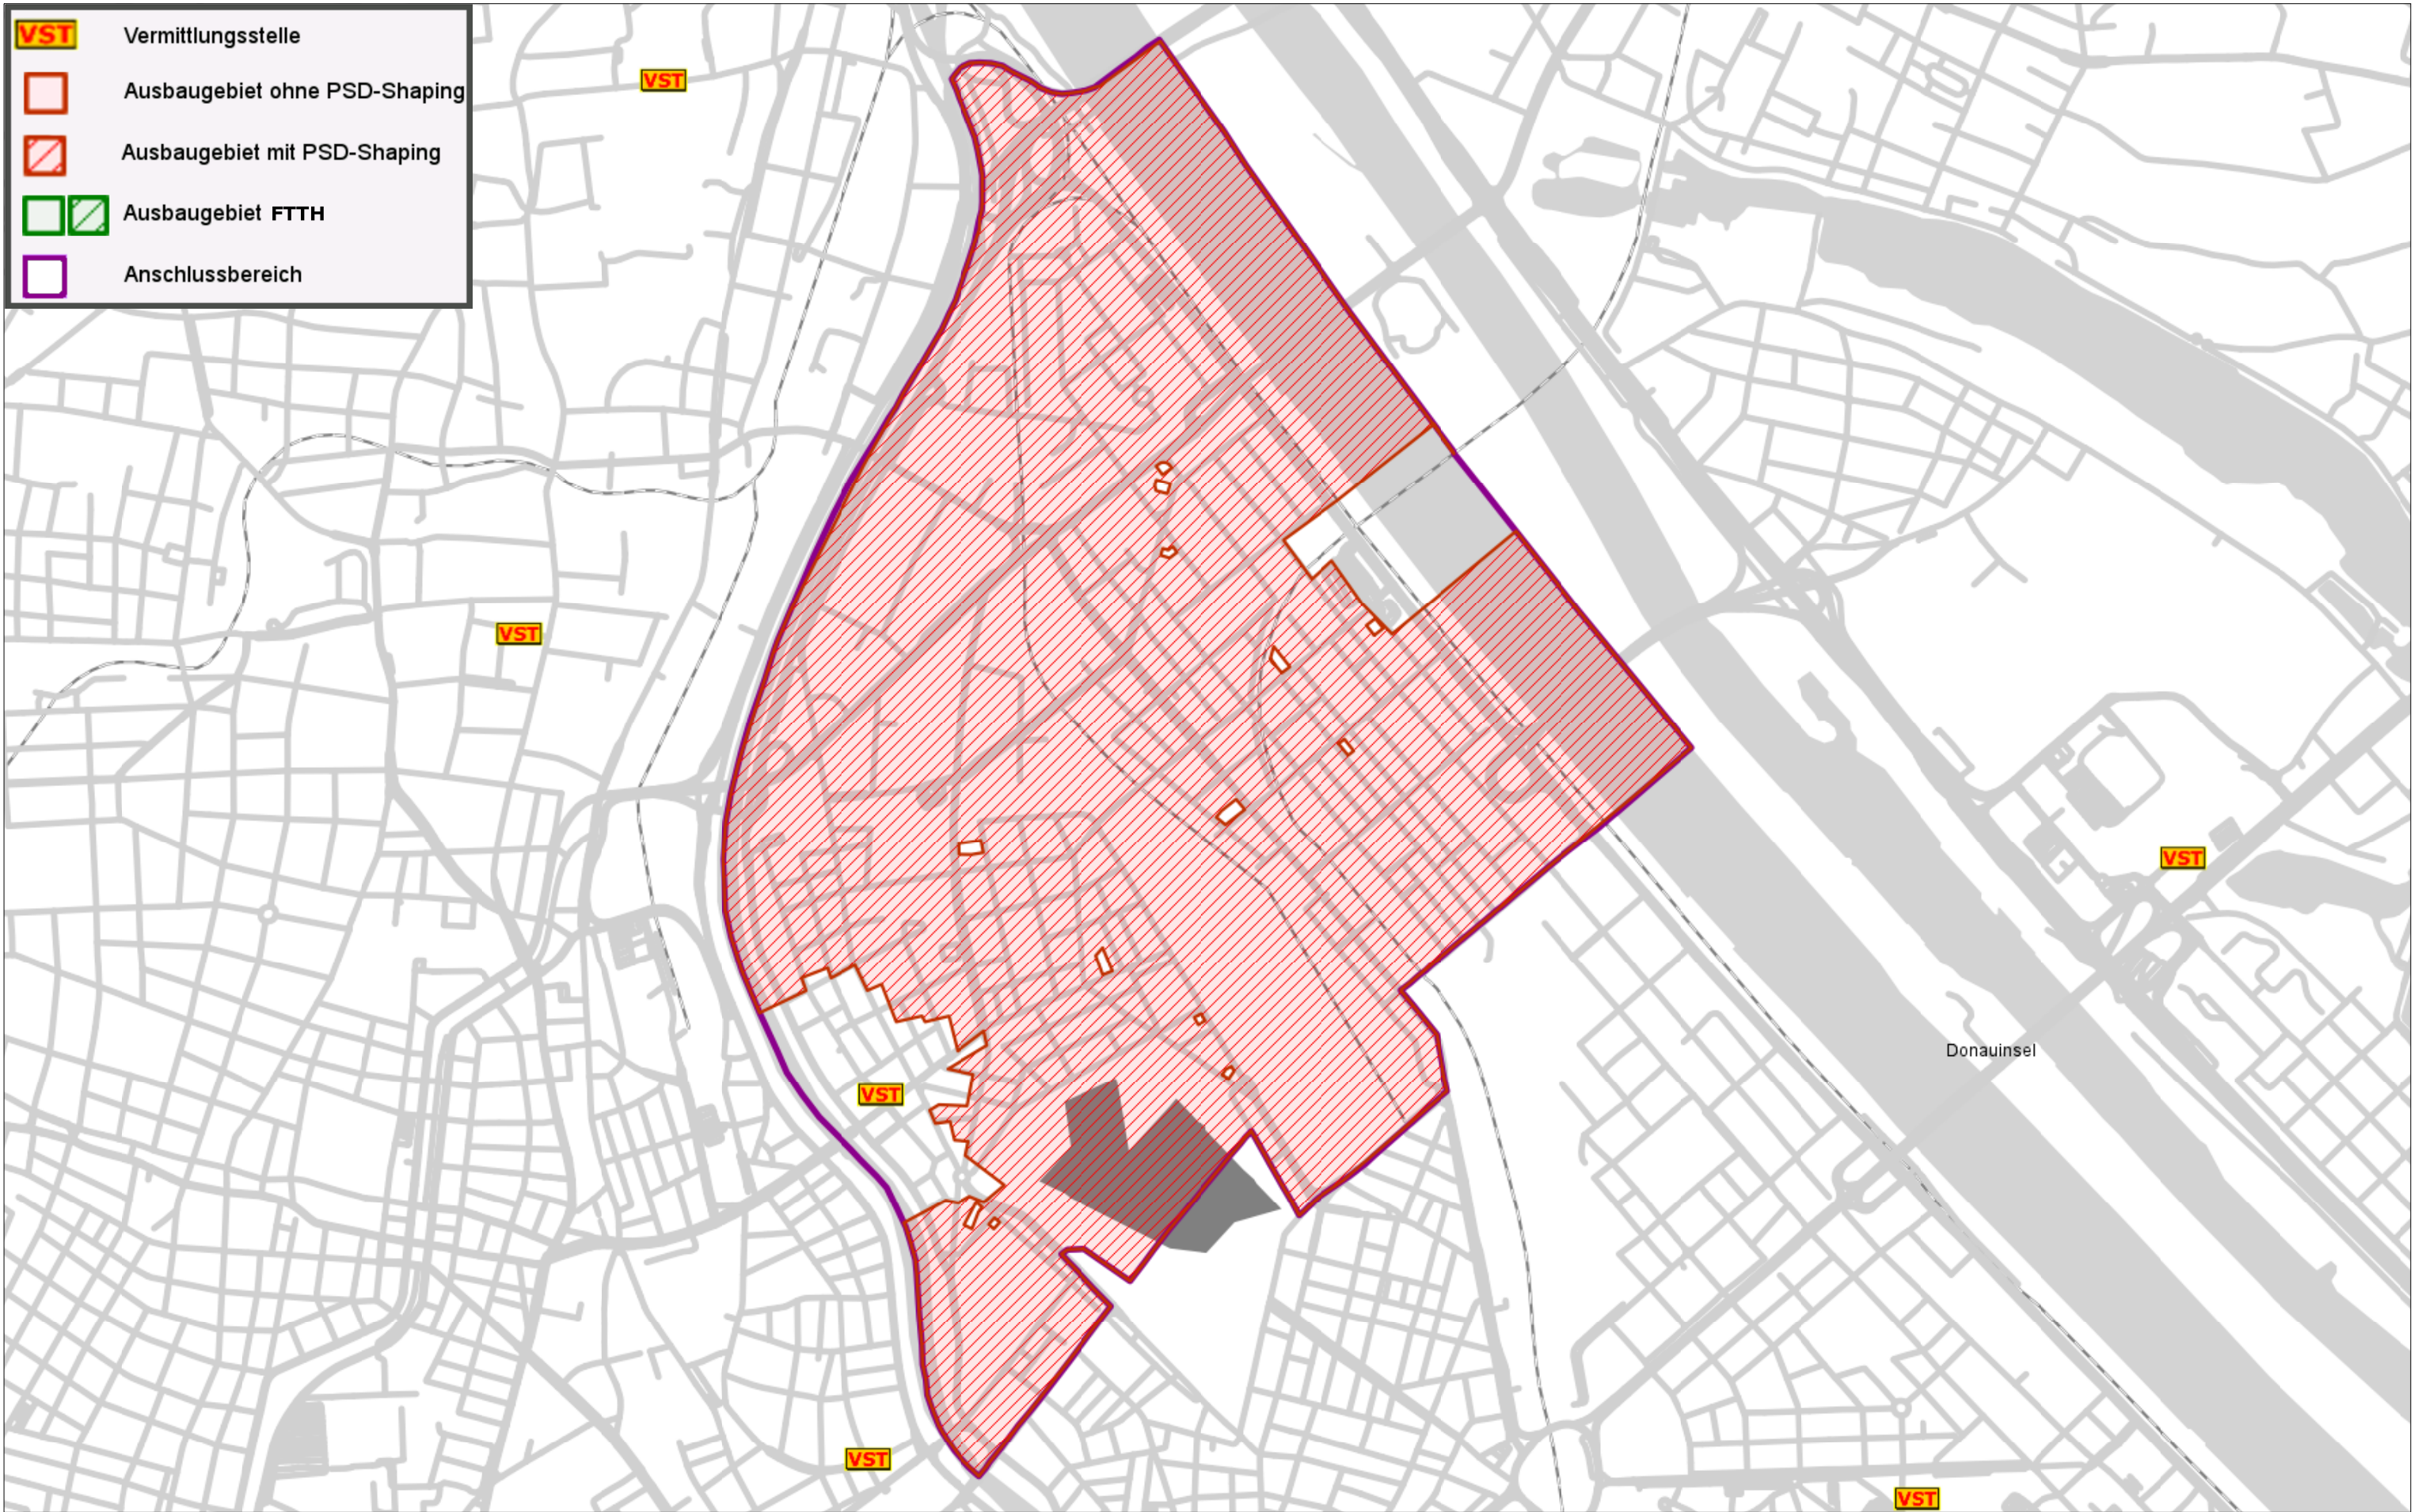 VST Vermittlungsstelle
Ausbaugebiet ohne PSD-Shaping
Ausbaugebiet mit PSD-Shaping
Ausbaugebiet FTTH
Anschlussbereich
VST
VST
VST
Donauinsel
VST
VST
VST